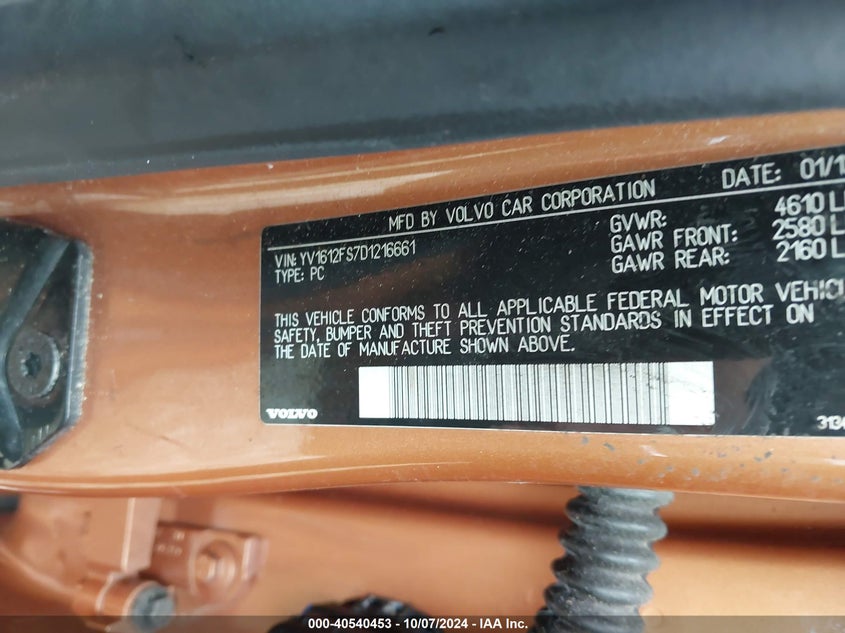 MFD BY VOLVO CAR CORPORATION DATE: 01/1
VIN: YV1612FS7D1216661
TYPE: PC
GVWR: 4610 L
GAWR FRONT: 2580 L
GAWR REAR: 2160 L
THIS VEHICLE CONFORMS TO ALL APPLICABLE FEDERAL MOTOR VEHICL
SAFETY, BUMPER AND THEFT PREVENTION STANDARDS IN EFFECT ON
THE DATE OF MANUFACTURE SHOWN ABOVE.
VOLVO
313
000-40540453 - 10/07/2024 - IAA Inc.